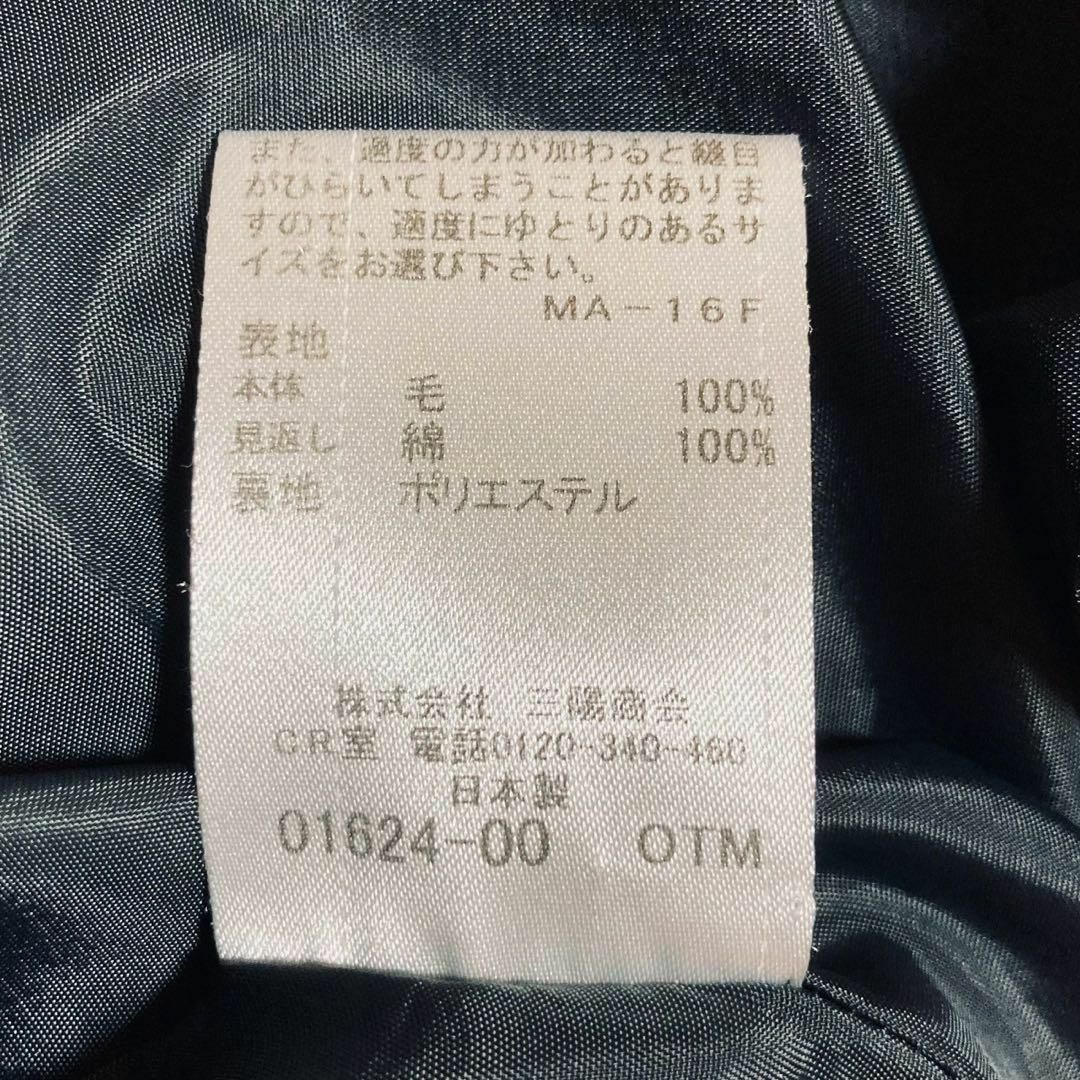 また、過度の力が加わると縫目
がひらいてしまうことがありま
すので、適度にゆとりのあるサ
イズをお選び下さい。
MA-16F
表地
本体 毛 100%
見返し 綿 100%
裏地 ポリエステル
株式会社 三陽商会
CR室 電話0120-340-460
日本製
01624-00 OTM